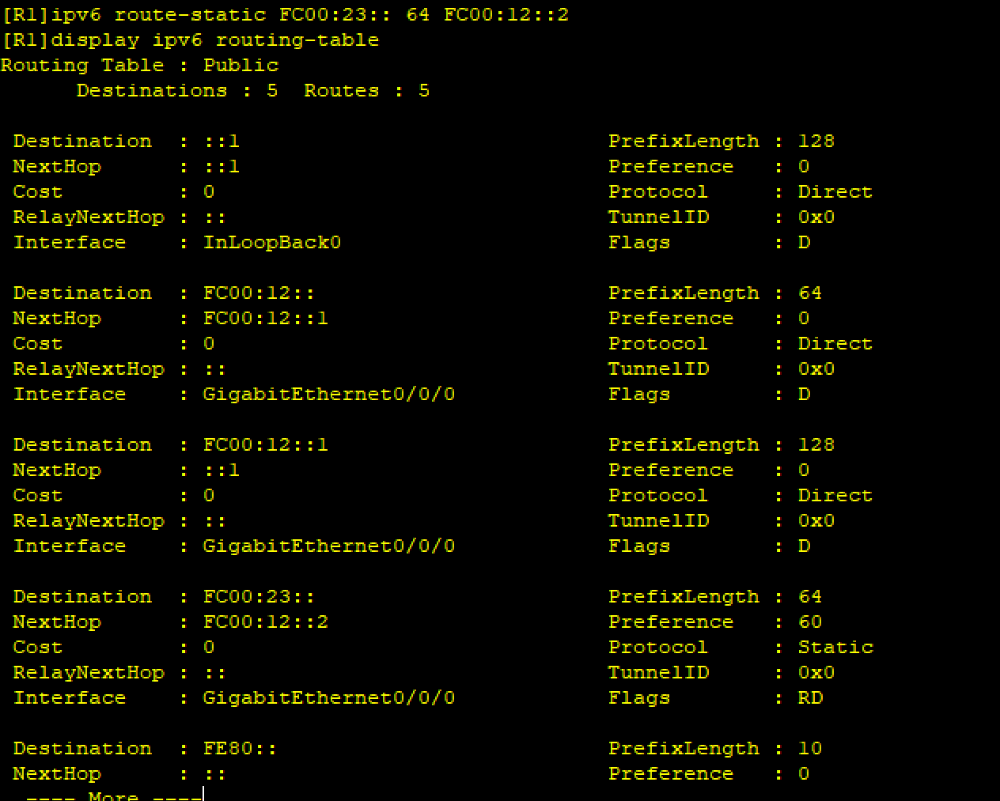 [R1]ipv6 route-static FC00:23:: 64 FC00:12::2
[R1]display ipv6 routing-table
Routing Table : Public
Destinations : 5  Routes : 5
Destination  : ::1  PrefixLength : 128
NextHop      : ::1  Preference   : 0
Cost         : 0  Protocol     : Direct
RelayNextHop : ::  TunnelID     : 0x0
Interface    : InLoopBack0  Flags        : D
Destination  : FC00:12::  PrefixLength : 64
NextHop      : FC00:12::1  Preference   : 0
Cost         : 0  Protocol     : Direct
RelayNextHop : ::  TunnelID     : 0x0
Interface    : GigabitEthernet0/0/0  Flags        : D
Destination  : FC00:12::1  PrefixLength : 128
NextHop      : ::1  Preference   : 0
Cost         : 0  Protocol     : Direct
RelayNextHop : ::  TunnelID     : 0x0
Interface    : GigabitEthernet0/0/0  Flags        : D
Destination  : FC00:23::  PrefixLength : 64
NextHop      : FC00:12::2  Preference   : 60
Cost         : 0  Protocol     : Static
RelayNextHop : ::  TunnelID     : 0x0
Interface    : GigabitEthernet0/0/0  Flags        : RD
Destination  : FE80::  PrefixLength : 10
NextHop      : ::  Preference   : 0
---- More ----